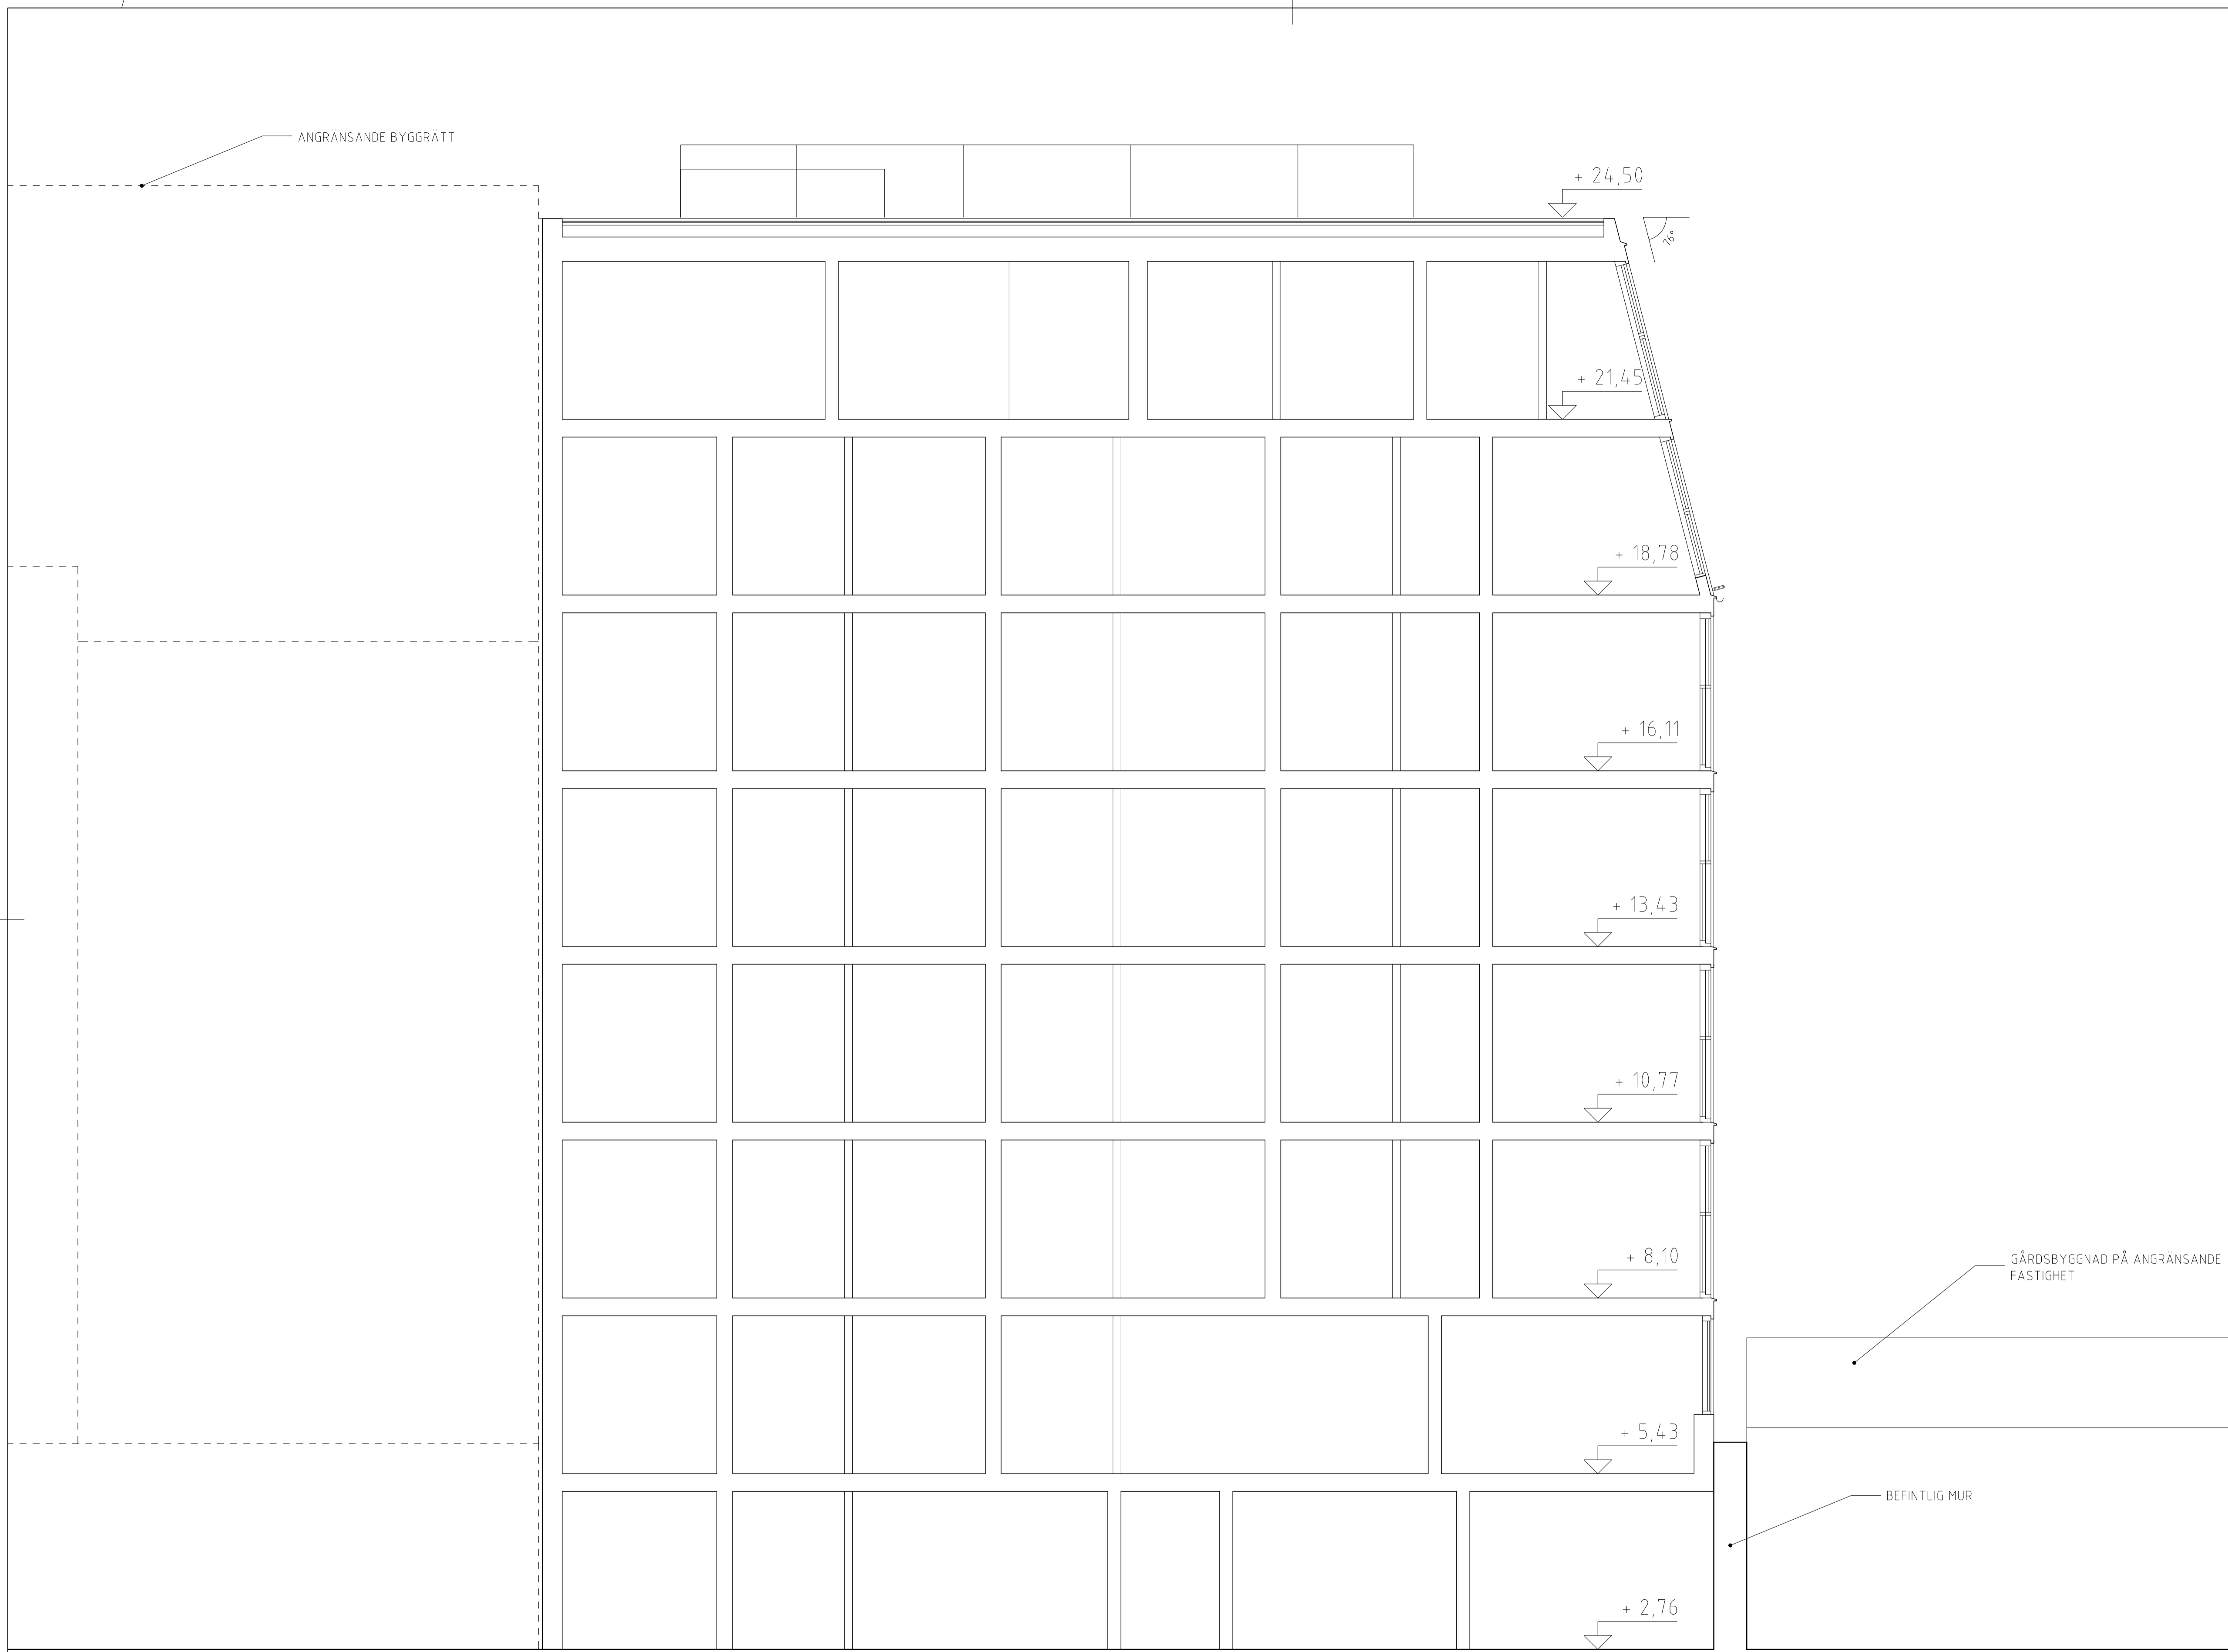 ANGRÄNSANDE BYGGRÄTT
+ 24,50
76°
+ 21,45
+ 18,78
+ 16,11
+ 13,43
+ 10,77
+ 8,10
GÅRDSBYGGNAD PÅ ANGRÄNSANDE
FASTIGHET
+ 5,43
BEFINTLIG MUR
+ 2,76